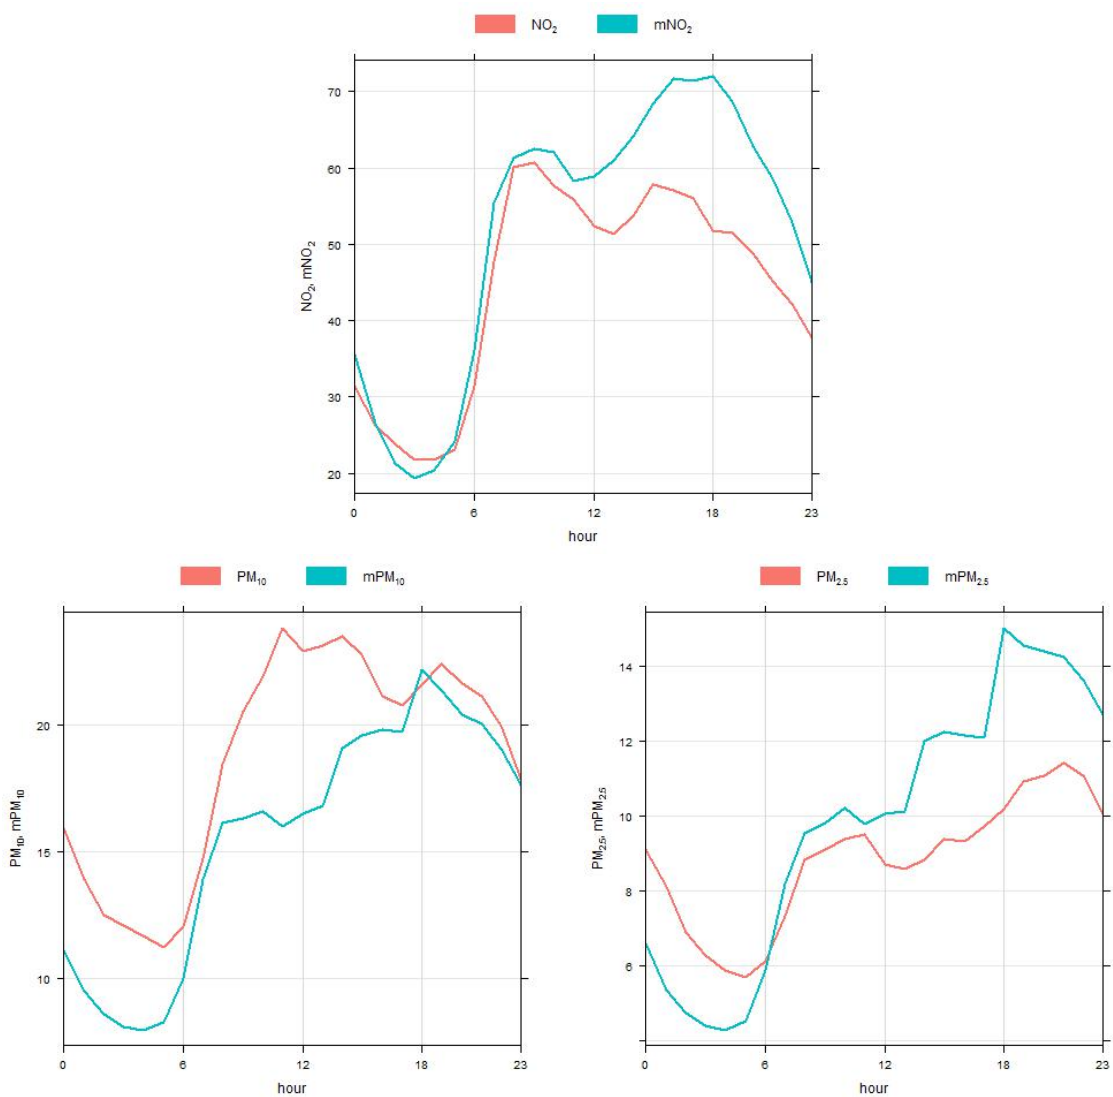 NO₂ mNO₂
70
60
50
40
30
20
NO₂, mNO₂
0 6 12 18 23
hour
PM₁₀ mPM₁₀
20
15
10
PM₁₀, mPM₁₀
0 6 12 18 23
hour
PM₂.₅ mPM₂.₅
14
12
10
8
6
PM₂.₅, mPM₂.₅
0 6 12 18 23
hour